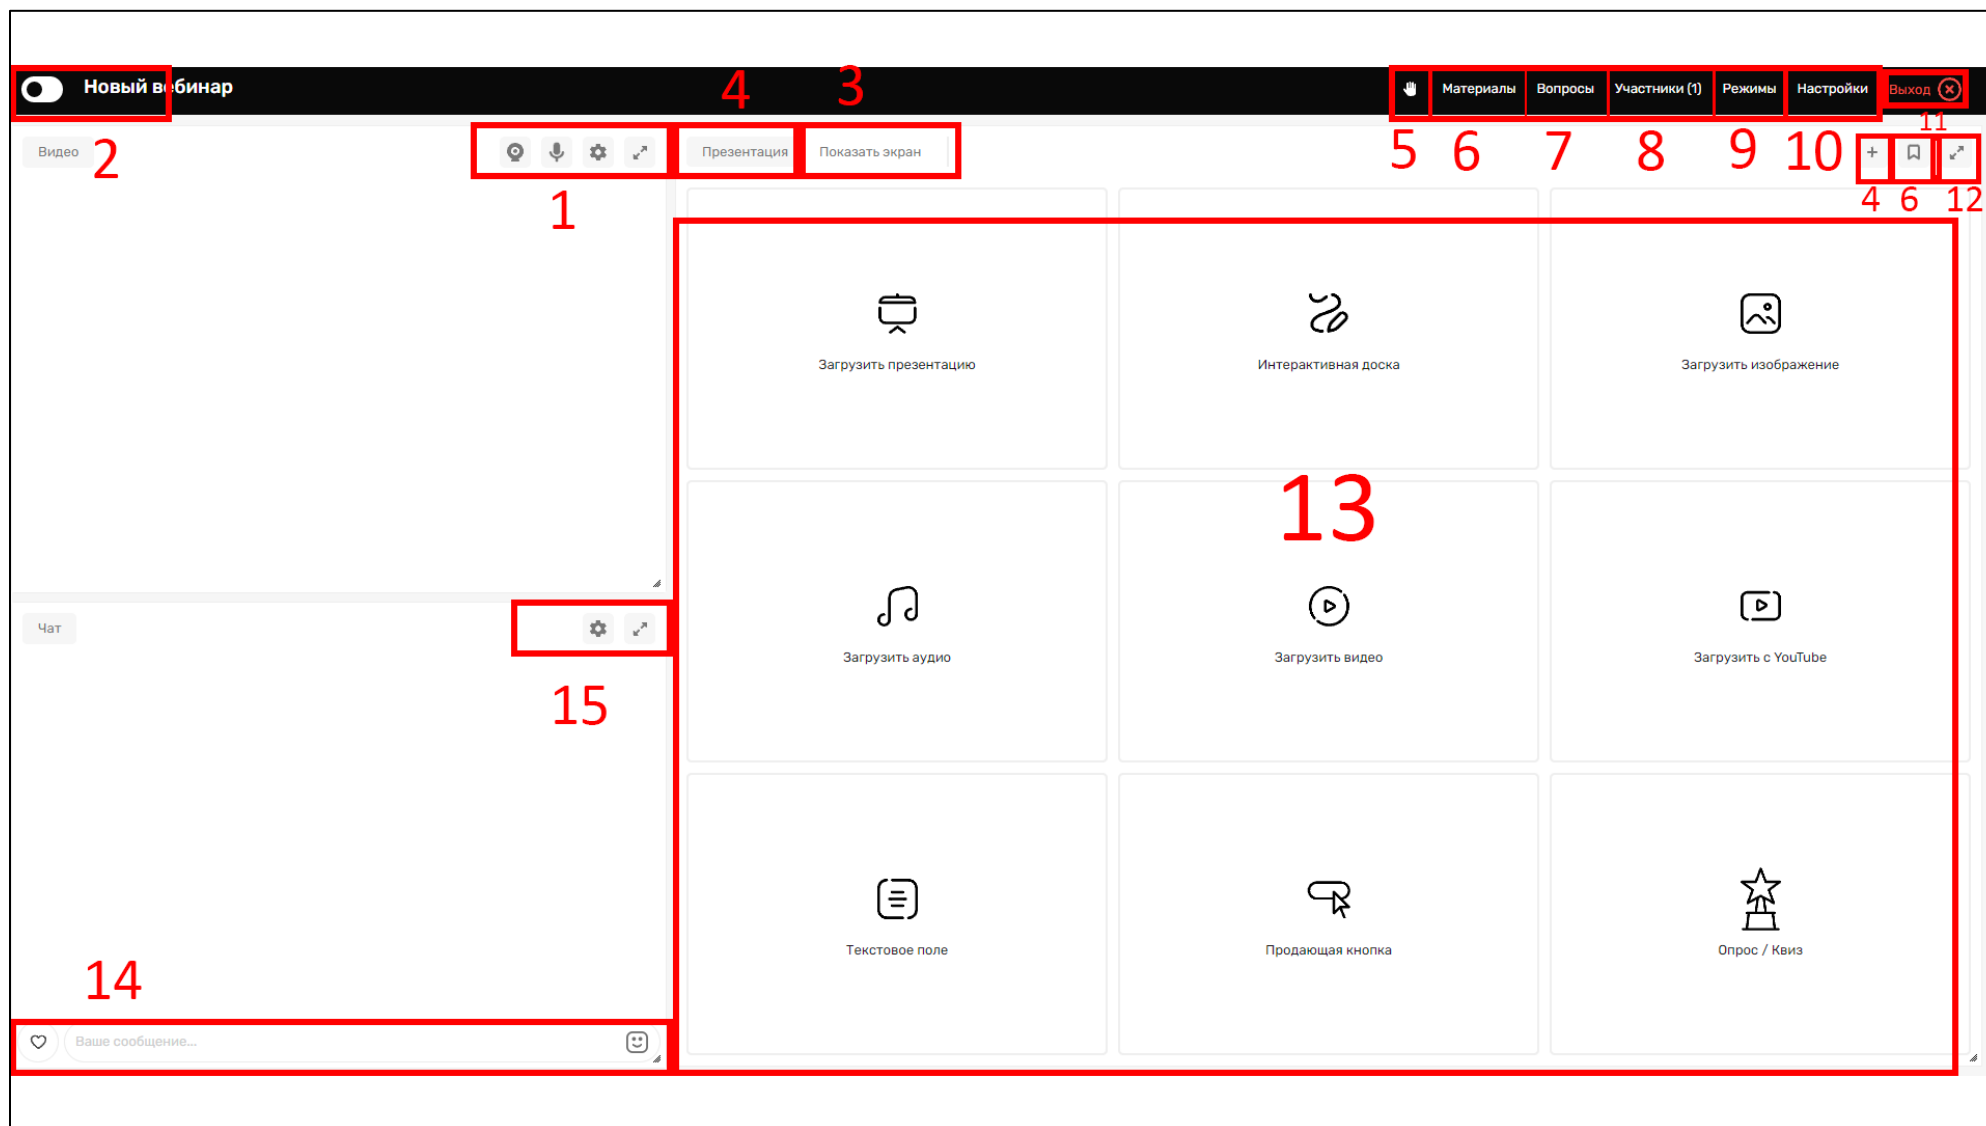 Новый вебинар
4
3
Материалы
Вопросы
Участники (1)
Режимы
Настройки
Выход
11
Видео
2
1
Презентация
Показать экран
5
6
7
8
9
10
4
6
12
Загрузить презентацию
Интерактивная доска
Загрузить изображение
13
Чат
15
Загрузить аудио
Загрузить видео
Загрузить с YouTube
Текстовое поле
Продающая кнопка
Опрос / Квиз
14
Ваше сообщение...